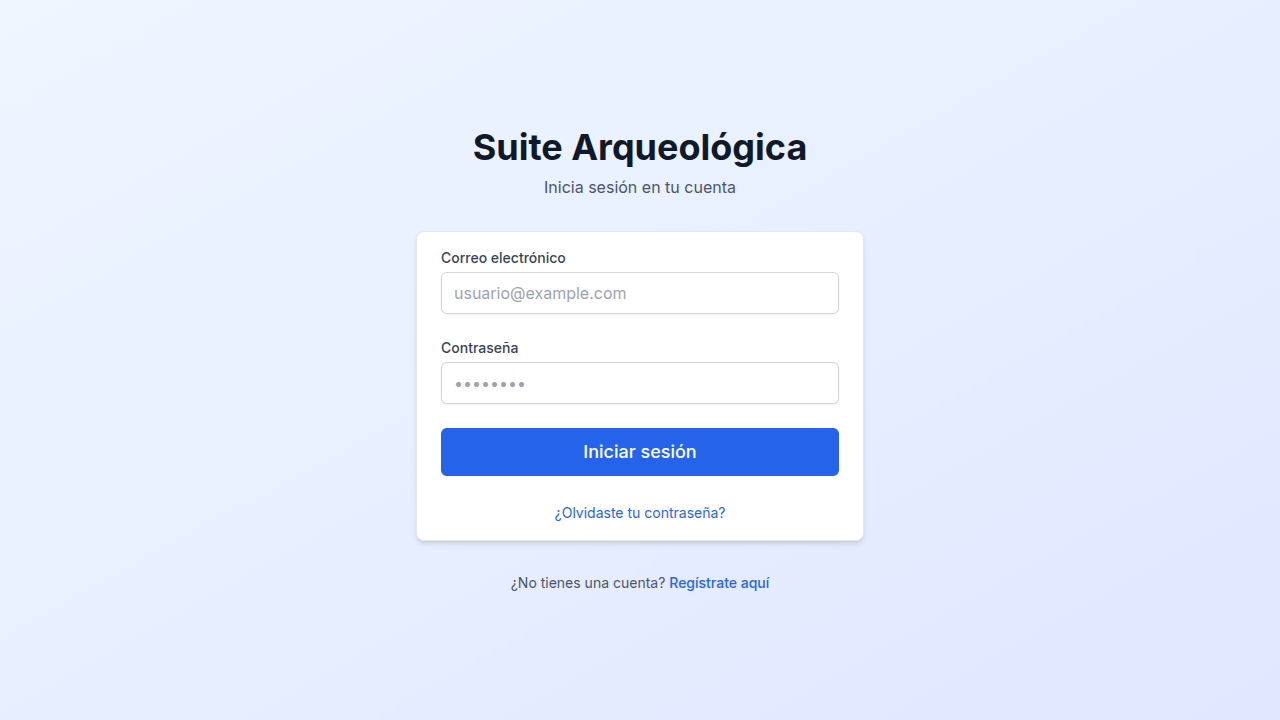 Suite Arqueológica
Inicia sesión en tu cuenta
Correo electrónico
usuario@example.com
Contraseña
••••••••
Iniciar sesión
¿Olvidaste tu contraseña?
¿No tienes una cuenta? Regístrate aquí